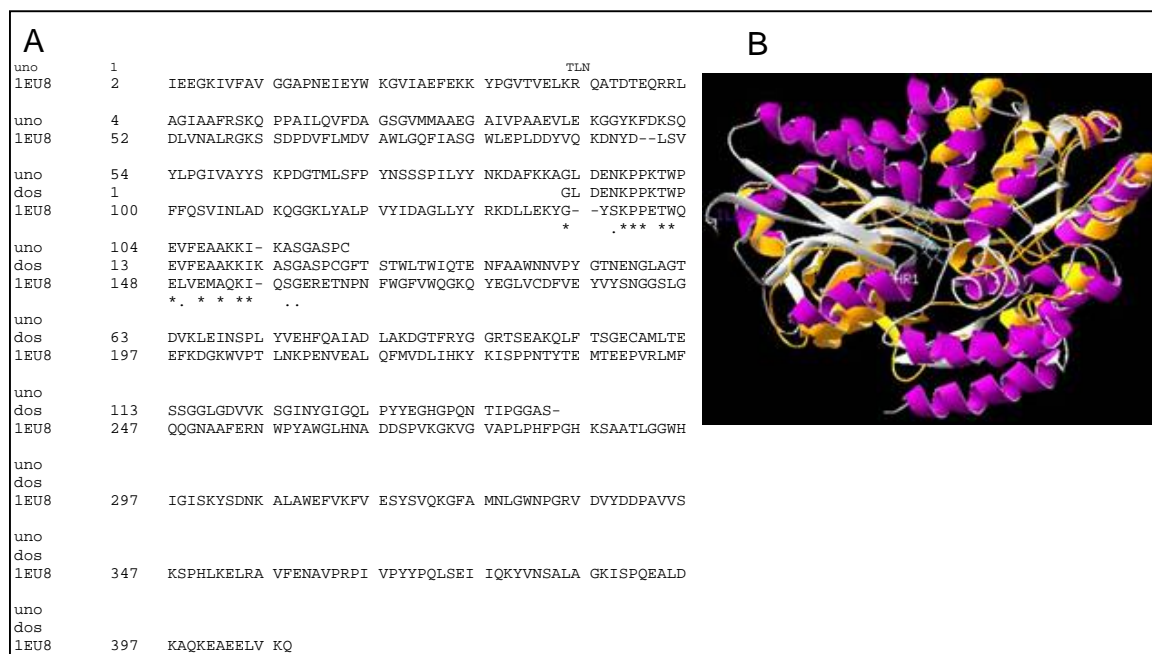 A
B
uno 1 TLN
1EU8 2 IEEGKIVFAV GGAPNEIEYW KGVIAEFEKK YPGVTVELKR QATDTEQRRL
uno 4 AGIAAFRSKQ PPAILQVFDA GSGVMMAAEG AIVPAAEVLE KGGYKFDKSQ
1EU8 52 DLVNALRGKS SDPDVFLMDV AWLGQFIASG WLEPLDDYVQ KDNYD--LSV
uno 54 YLPGIVAYYS KPDGTMLSFP YNSSSPILYY NKDAFKKAGL DENKPPKTWP
dos 1 GL DENKPPKTWP
1EU8 100 FFQSVINLAD KQGGKLYALP VYIDAGLLYY RKDLLEKYG- -YSKPPETWQ
* .*** **
uno 104 EVFEAAKKI- KASGASPC
dos 13 EVFEAAKKIK ASGASPCGFT STWLTWIQTE NFAAWNNVPY GTNENGLAGT
1EU8 148 ELVEMAQKI- QSGERETNPN FWGFVWQGKQ YEGLVCDFVE YVYSNGGSLG
*. * * ** ..
uno
dos 63 DVKLEINSPL YVEHFQAIAD LAKDGTFRYG GRTSEAKQLF TSGECAMLTE
1EU8 197 EFKDGKWVPT LNKPENVEAL QFMVDLIHKY KISPPNTYTE MTEEPVRLMF
uno
dos 113 SSGGLGDVVK SGINYGIGQL PYYEGHGPQN TIPGGAS-
1EU8 247 QQGNAAFERN WPYAWGLHNA DDSPVKGKVG VAPLPHFPGH KSAATLGGWH
uno
dos
1EU8 297 IGISKYSDNK ALAWEFVKFV ESYSVQKGFA MNLGWNPGRV DVYDDPAVVS
uno
dos
1EU8 347 KSPHLKELRA VFENAVPRPI VPYYPQLSEI IQKYVNSALA GKISPQEALD
uno
dos
1EU8 397 KAQKEAEELV KQ
HR1